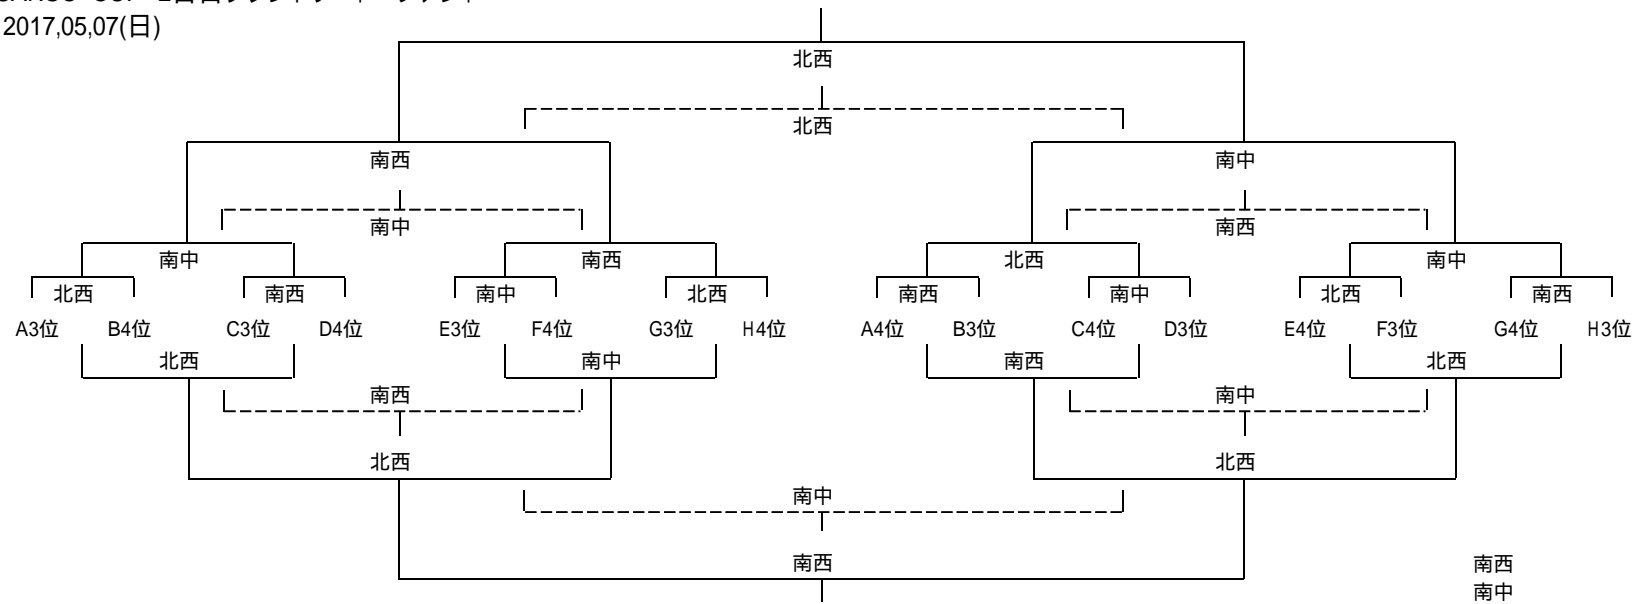 2017,05,07(日)
北西
北西
南西 南中
南中 南西
南中 南西 北西 南中
北西 南西 南中 北西 南西 南中 北西 南西
A3位 B4位 C3位 D4位 E3位 F4位 G3位 H4位 A4位 B3位 C4位 D3位 E4位 F3位 G4位 H3位
北西 南中 南西 北西
南西 南中
北西 北西
南中
南西 南西
南中